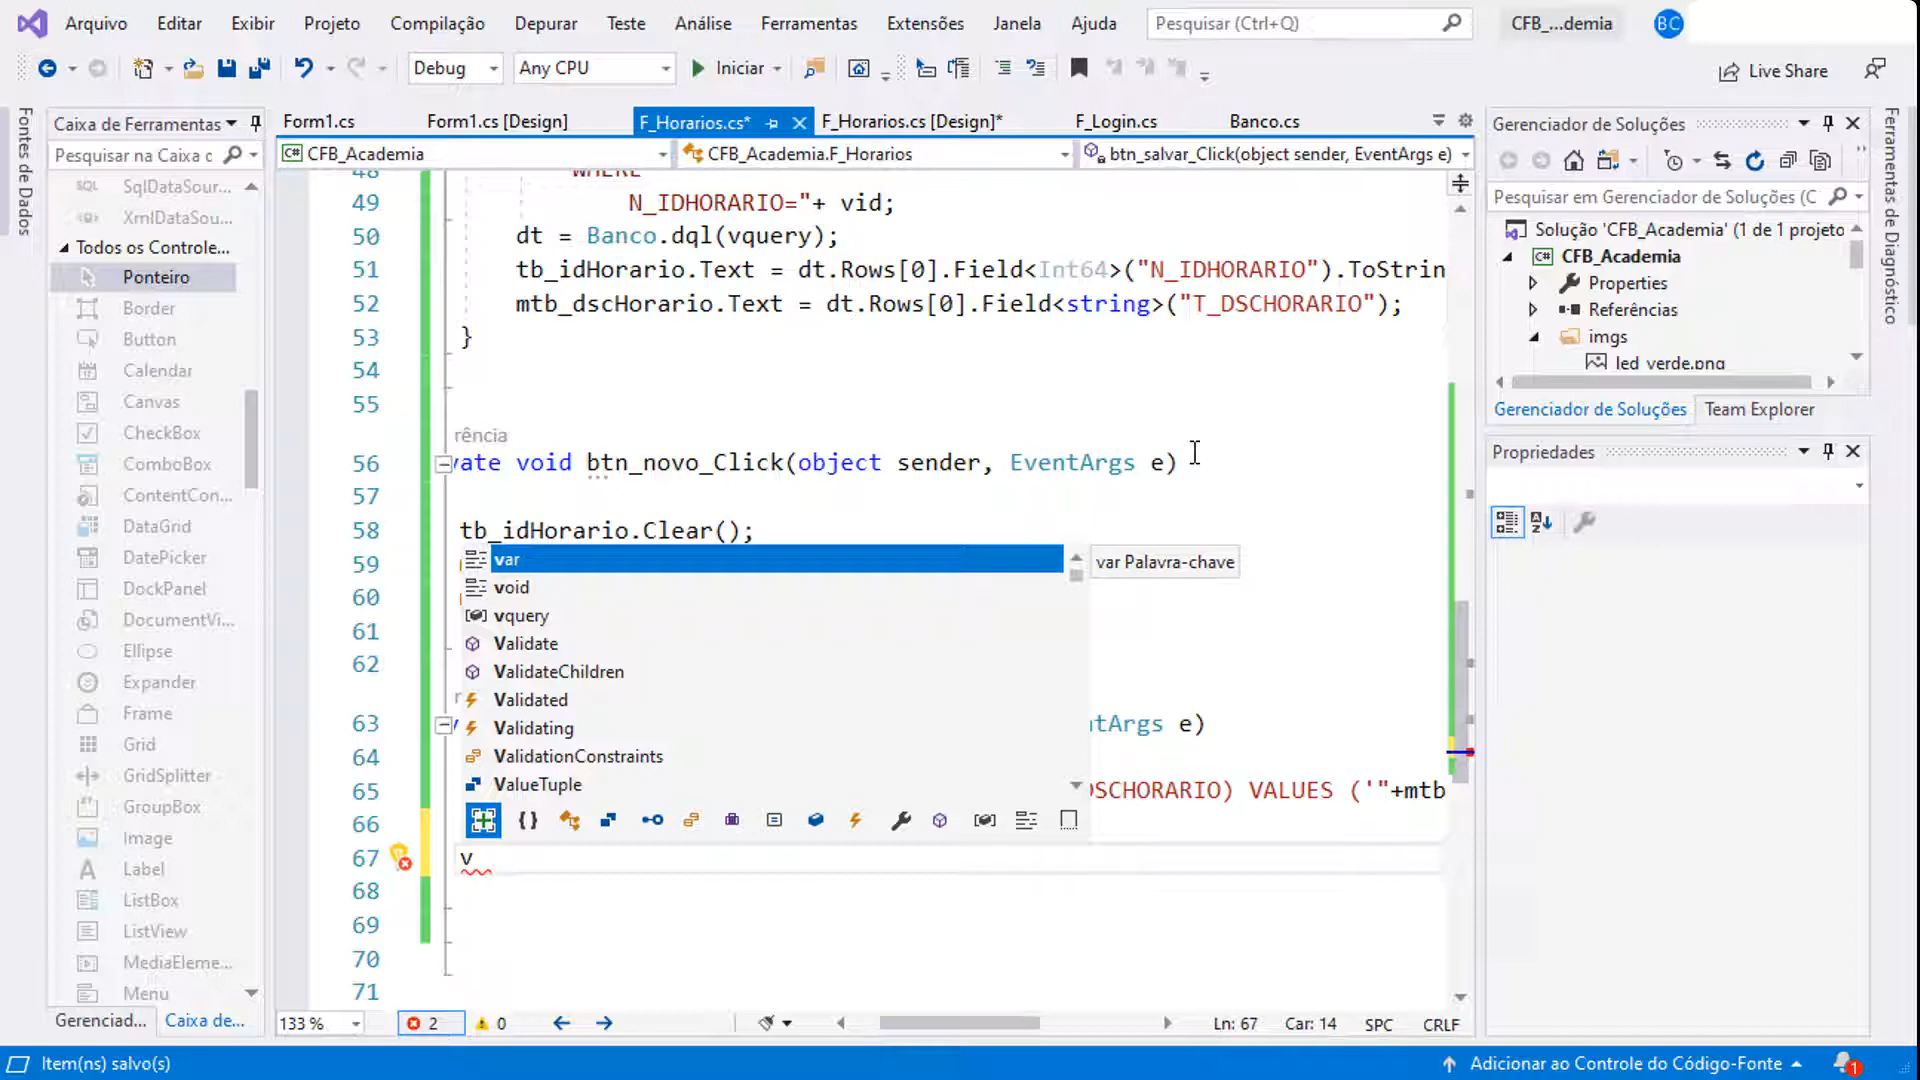 Arquivo Editar Exibir Projeto Compilação Depurar Teste Análise Ferramentas Extensões Janela Ajuda Pesquisar (Ctrl+Q) CFB_...demia BC
Debug Any CPU Iniciar Live Share
Fontes de Dados
Caixa de Ferramentas
Pesquisar na Caixa c
SqlDataSour...
XmlDataSou...
Todos os Controle...
Ponteiro
Border
Button
Calendar
Canvas
CheckBox
ComboBox
ContentCon...
DataGrid
DatePicker
DockPanel
DocumentVi...
Ellipse
Expander
Frame
Grid
GridSplitter
GroupBox
Image
Label
ListBox
ListView
MediaEleme...
Menu
Gerenciad... Caixa de...
Form1.cs Form1.cs [Design] F_Horarios.cs* F_Horarios.cs [Design]* F_Login.cs Banco.cs
CFB_Academia CFB_Academia.F_Horarios btn_salvar_Click(object sender, EventArgs e)
48 WHERE
49 N_IDHORARIO="+ vid;
50 dt = Banco.dql(vquery);
51 tb_idHorario.Text = dt.Rows[0].Field<Int64>("N_IDHORARIO").ToStrin
52 mtb_dscHorario.Text = dt.Rows[0].Field<string>("T_DSCHORARIO");
53 }
54
55
rência
56 vate void btn_novo_Click(object sender, EventArgs e)
57
58 tb_idHorario.Clear();
59
60
61
62
63 ntArgs e)
64
65 DSCHORARIO) VALUES ('"+mtb
66
67 v
68
69
70
71
var
void
vquery
Validate
ValidateChildren
Validated
Validating
ValidationConstraints
ValueTuple
var Palavra-chave
133 % 2 0 Ln: 67 Car: 14 SPC CRLF
Gerenciador de Soluções
Pesquisar em Gerenciador de Soluções (C
Solução 'CFB_Academia' (1 de 1 projeto
CFB_Academia
Properties
Referências
imgs
led_verde.png
Gerenciador de Soluções Team Explorer
Propriedades
Ferramentas de Diagnóstico
Item(ns) salvo(s) Adicionar ao Controle do Código-Fonte 1